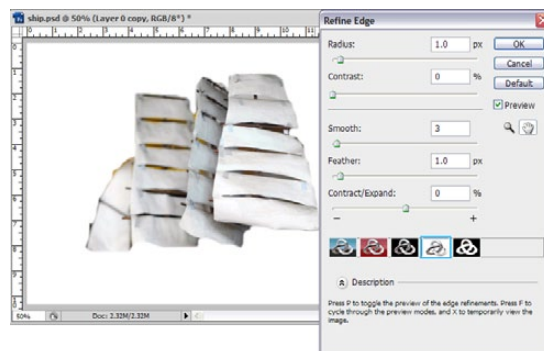 ship.psd @ 50% (Layer 0 copy, RGB/8*) *
Refine Edge
Radius: 1.0 px
OK
Cancel
Contrast: 0 %
Default
Preview
Smooth: 3
Feather: 1.0 px
Contract/Expand: 0 %
− +
Description
Press P to toggle the preview of the edge refinements. Press F to
cycle through the preview modes, and X to temporarily view the
image.
50% Doc: 2.32M/2.32M